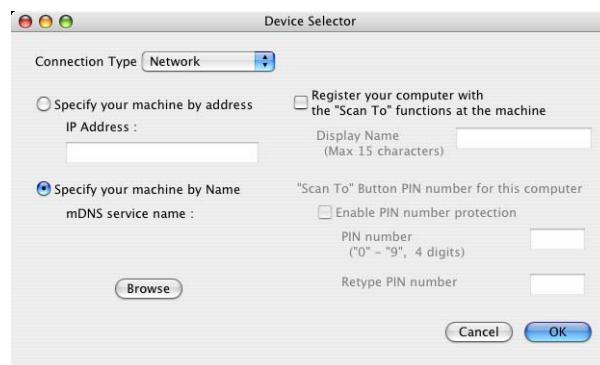 Device Selector
Connection Type Network
Specify your machine by address
IP Address :
Specify your machine by Name
mDNS service name :
Browse
Register your computer with
the "Scan To" functions at the machine
Display Name
(Max 15 characters)
"Scan To" Button PIN number for this computer
Enable PIN number protection
PIN number
("0" – "9", 4 digits)
Retype PIN number
Cancel OK